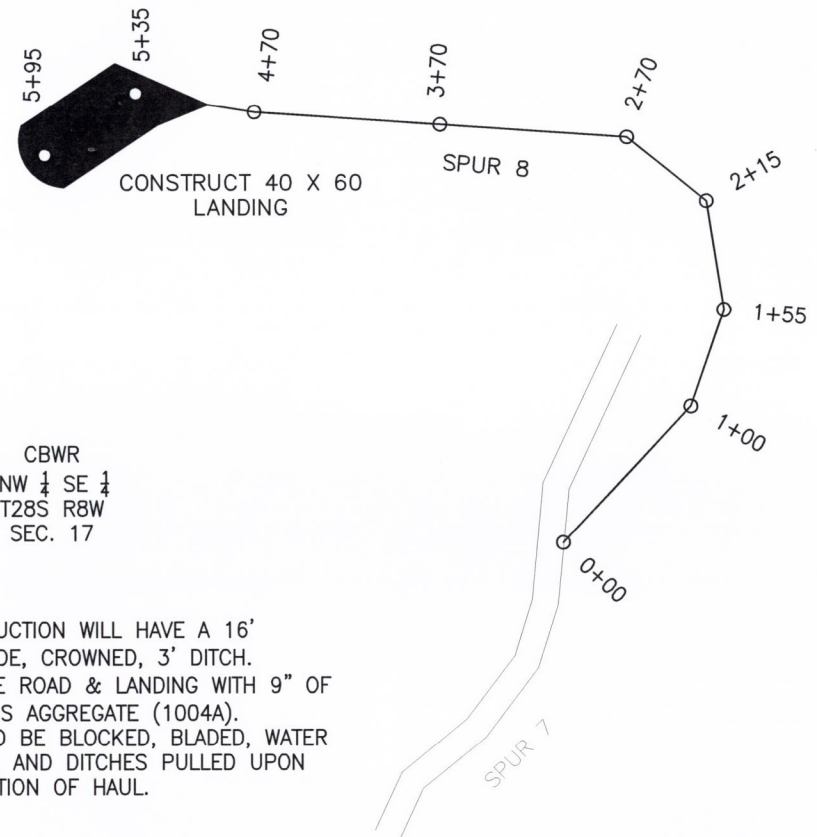 5+95
5+35
4+70
3+70
2+70
2+15
1+55
1+00
0+00
SPUR 8
CONSTRUCT 40 X 60
LANDING
CBWR
NW 1/4 SE 1/4
T28S R8W
SEC. 17
UCTION WILL HAVE A 16'
DE, CROWNED, 3' DITCH.
E ROAD & LANDING WITH 9" OF
S AGGREGATE (1004A).
O BE BLOCKED, BLADED, WATER
AND DITCHES PULLED UPON
TION OF HAUL.
SPUR 7